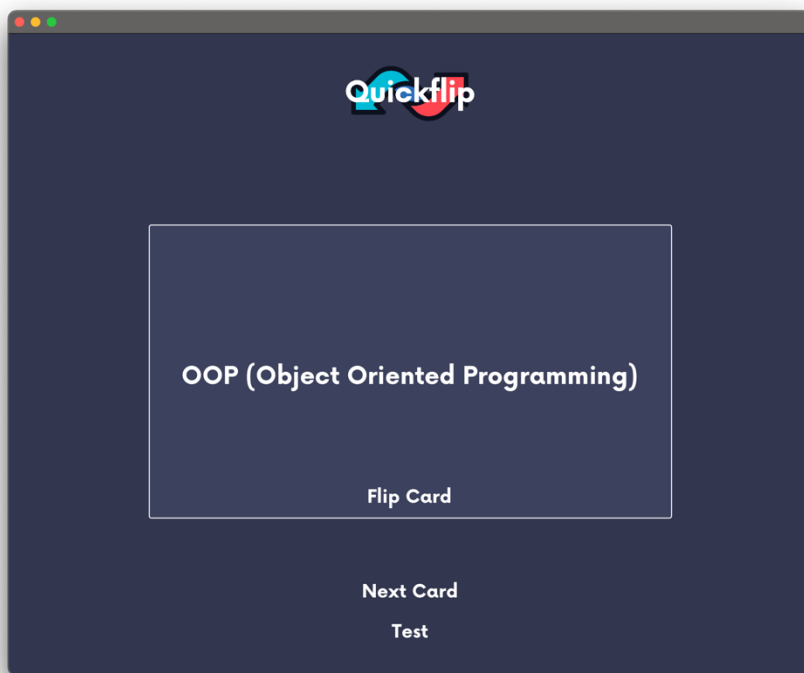 Quickflip
OOP (Object Oriented Programming)
Flip Card
Next Card
Test